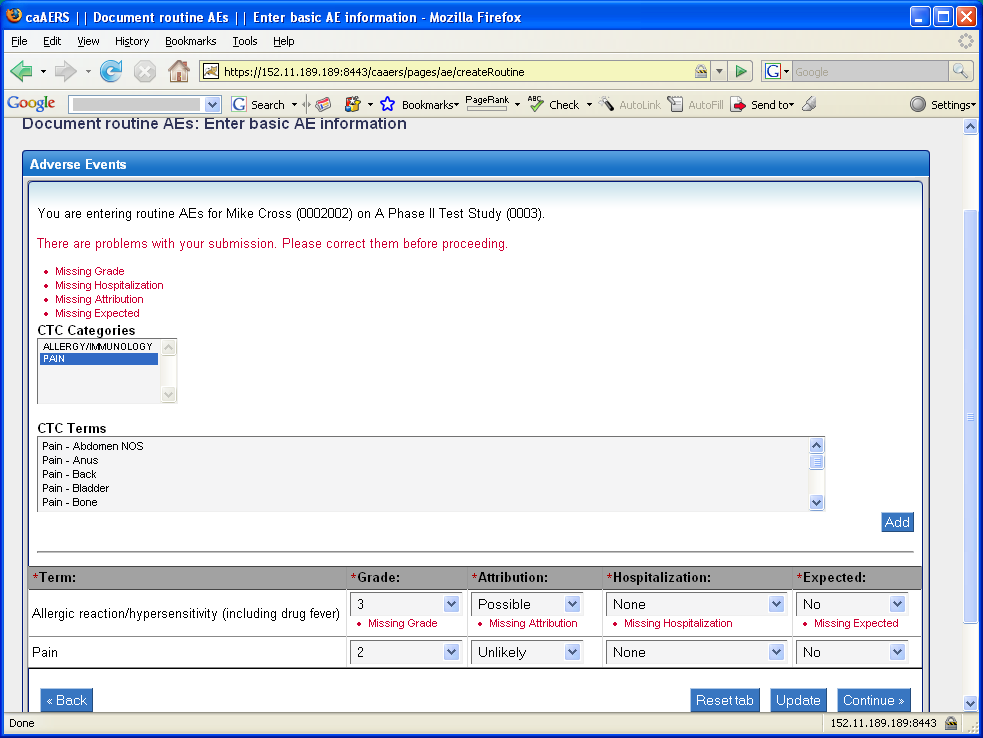 caAERS || Document routine AEs || Enter basic AE information - Mozilla Firefox
File Edit View History Bookmarks Tools Help
https://152.11.189.189:8443/caaers/pages/ae/createRoutine
G Google
Google G Search Bookmarks PageRank ABC Check AutoLink AutoFill Send to Settings
Document routine AEs: Enter basic AE information
Adverse Events
You are entering routine AEs for Mike Cross (0002002) on A Phase II Test Study (0003).
There are problems with your submission. Please correct them before proceeding.
• Missing Grade
• Missing Hospitalization
• Missing Attribution
• Missing Expected
CTC Categories
ALLERGY/IMMUNOLOGY
PAIN
CTC Terms
Pain - Abdomen NOS
Pain - Anus
Pain - Back
Pain - Bladder
Pain - Bone
Add
*Term: *Grade: *Attribution: *Hospitalization: *Expected:
Allergic reaction/hypersensitivity (including drug fever) 3 Possible None No
• Missing Grade • Missing Attribution • Missing Hospitalization • Missing Expected
Pain 2 Unlikely None No
« Back Reset tab Update Continue »
Done 152.11.189.189:8443